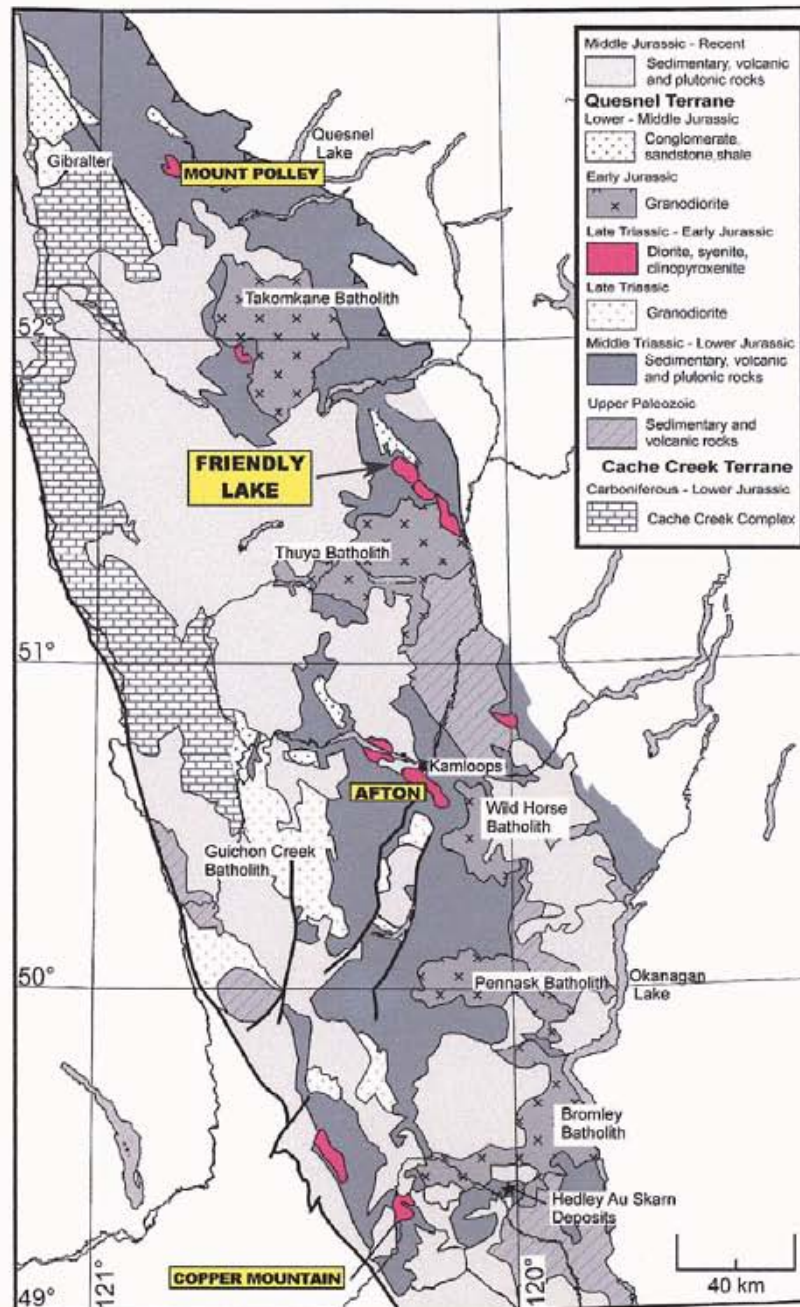 Middle Jurassic - Recent
Sedimentary, volcanic
and plutonic rocks
Quesnel Terrane
Lower - Middle Jurassic
Conglomerate,
sandstone, shale
Early Jurassic
Granodiorite
Late Triassic - Early Jurassic
Diorite, syenite,
clinopyroxenite
Late Triassic
Granodiorite
Middle Triassic - Lower Jurassic
Sedimentary, volcanic
and plutonic rocks
Upper Paleozoic
Sedimentary and
volcanic rocks
Cache Creek Terrane
Carboniferous - Lower Jurassic
Cache Creek Complex
Quesnel
Lake
Gibralter
MOUNT POLLEY
Takomkane Batholith
52°
FRIENDLY
LAKE
Thuya Batholith
51°
Kamloops
AFTON
Wild Horse
Batholith
Guichon Creek
Batholith
50°
Pennask Batholith
Okanagan
Lake
Bromley
Batholith
Hedley Au Skarn
Deposits
COPPER MOUNTAIN
49°
121°
120°
40 km